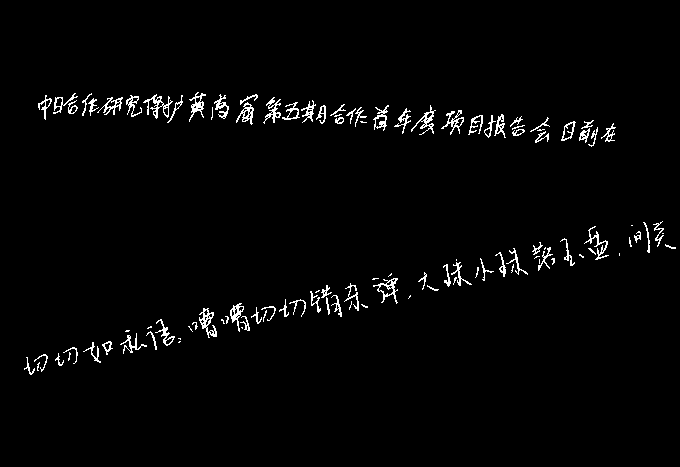 中日合作研究保护莫高窟第五期合作首年度项目报告会日前在
切切如私语,嘈嘈切切错杂弹,大珠小珠落玉盘,间关